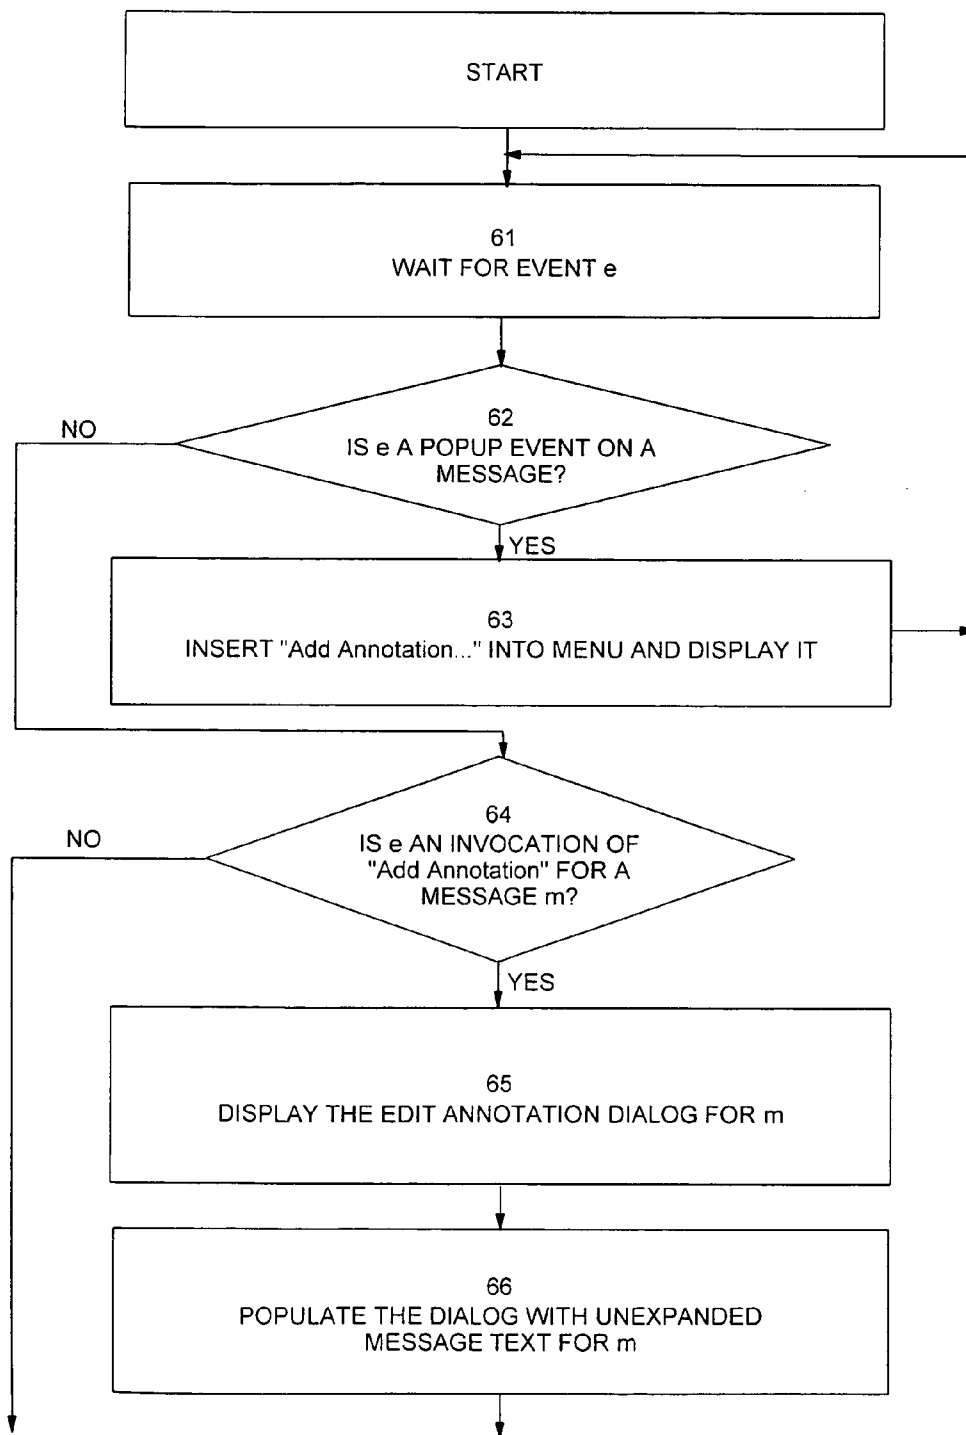 START
61
WAIT FOR EVENT e
62
NO
IS e A POPUP EVENT ON A
MESSAGE?
YES
63
INSERT "Add Annotation..." INTO MENU AND DISPLAY IT
64
NO
IS e AN INVOCATION OF
"Add Annotation" FOR A
MESSAGE m?
YES
65
DISPLAY THE EDIT ANNOTATION DIALOG FOR m
66
POPULATE THE DIALOG WITH UNEXPANDED
MESSAGE TEXT FOR m